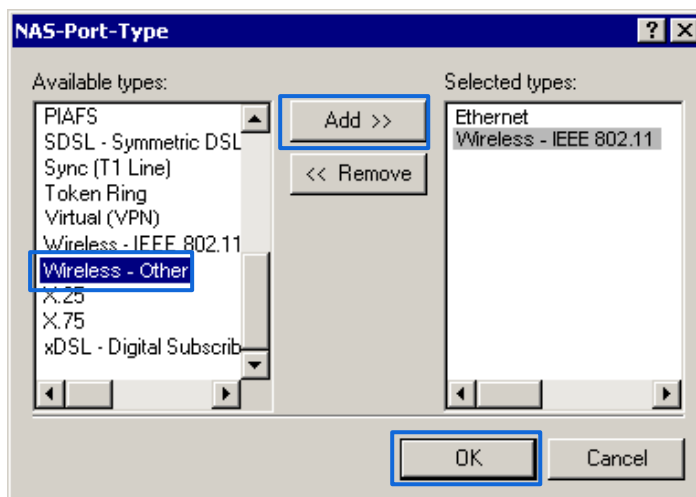 NAS-Port-Type
Available types:
PIAFS
SDSL - Symmetric DSL
Sync (T1 Line)
Token Ring
Virtual (VPN)
Wireless - IEEE 802.11
Wireless - Other
X.25
X.75
xDSL - Digital Subscrib
Add >>
<< Remove
Selected types:
Ethernet
Wireless - IEEE 802.11
OK
Cancel